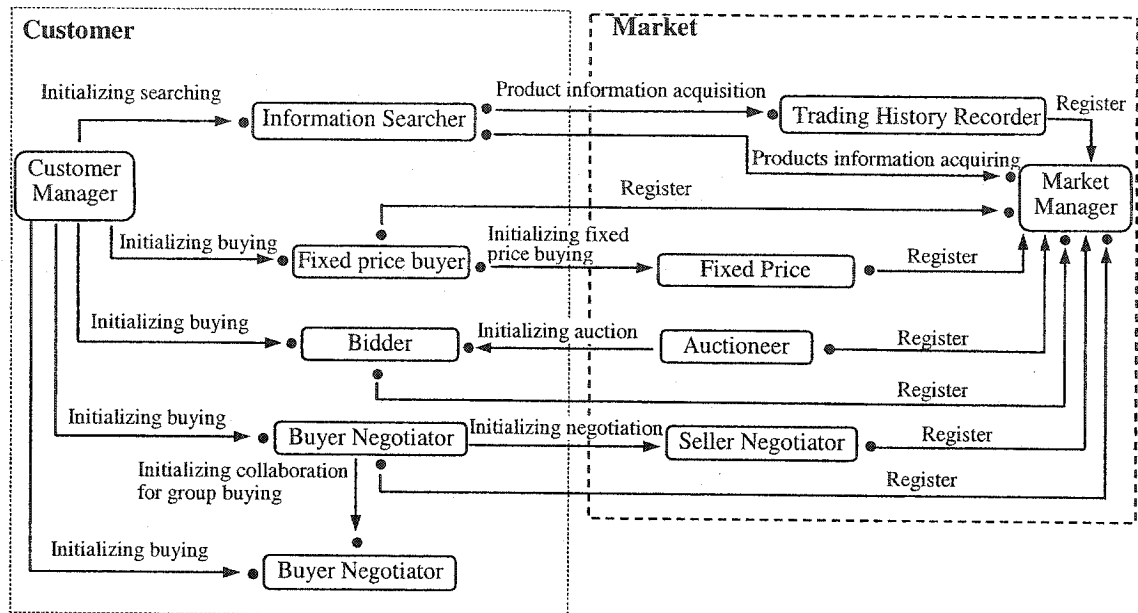 Customer
Market
Initializing searching
Product information acquisition
Register
Information Searcher
Trading History Recorder
Customer
Manager
Products information acquiring
Market
Manager
Register
Initializing buying
Fixed price buyer
Initializing fixed
price buying
Fixed Price
Register
Initializing buying
Bidder
Initializing auction
Auctioneer
Register
Register
Initializing buying
Buyer Negotiator
Initializing negotiation
Seller Negotiator
Register
Initializing collaboration
for group buying
Register
Initializing buying
Buyer Negotiator